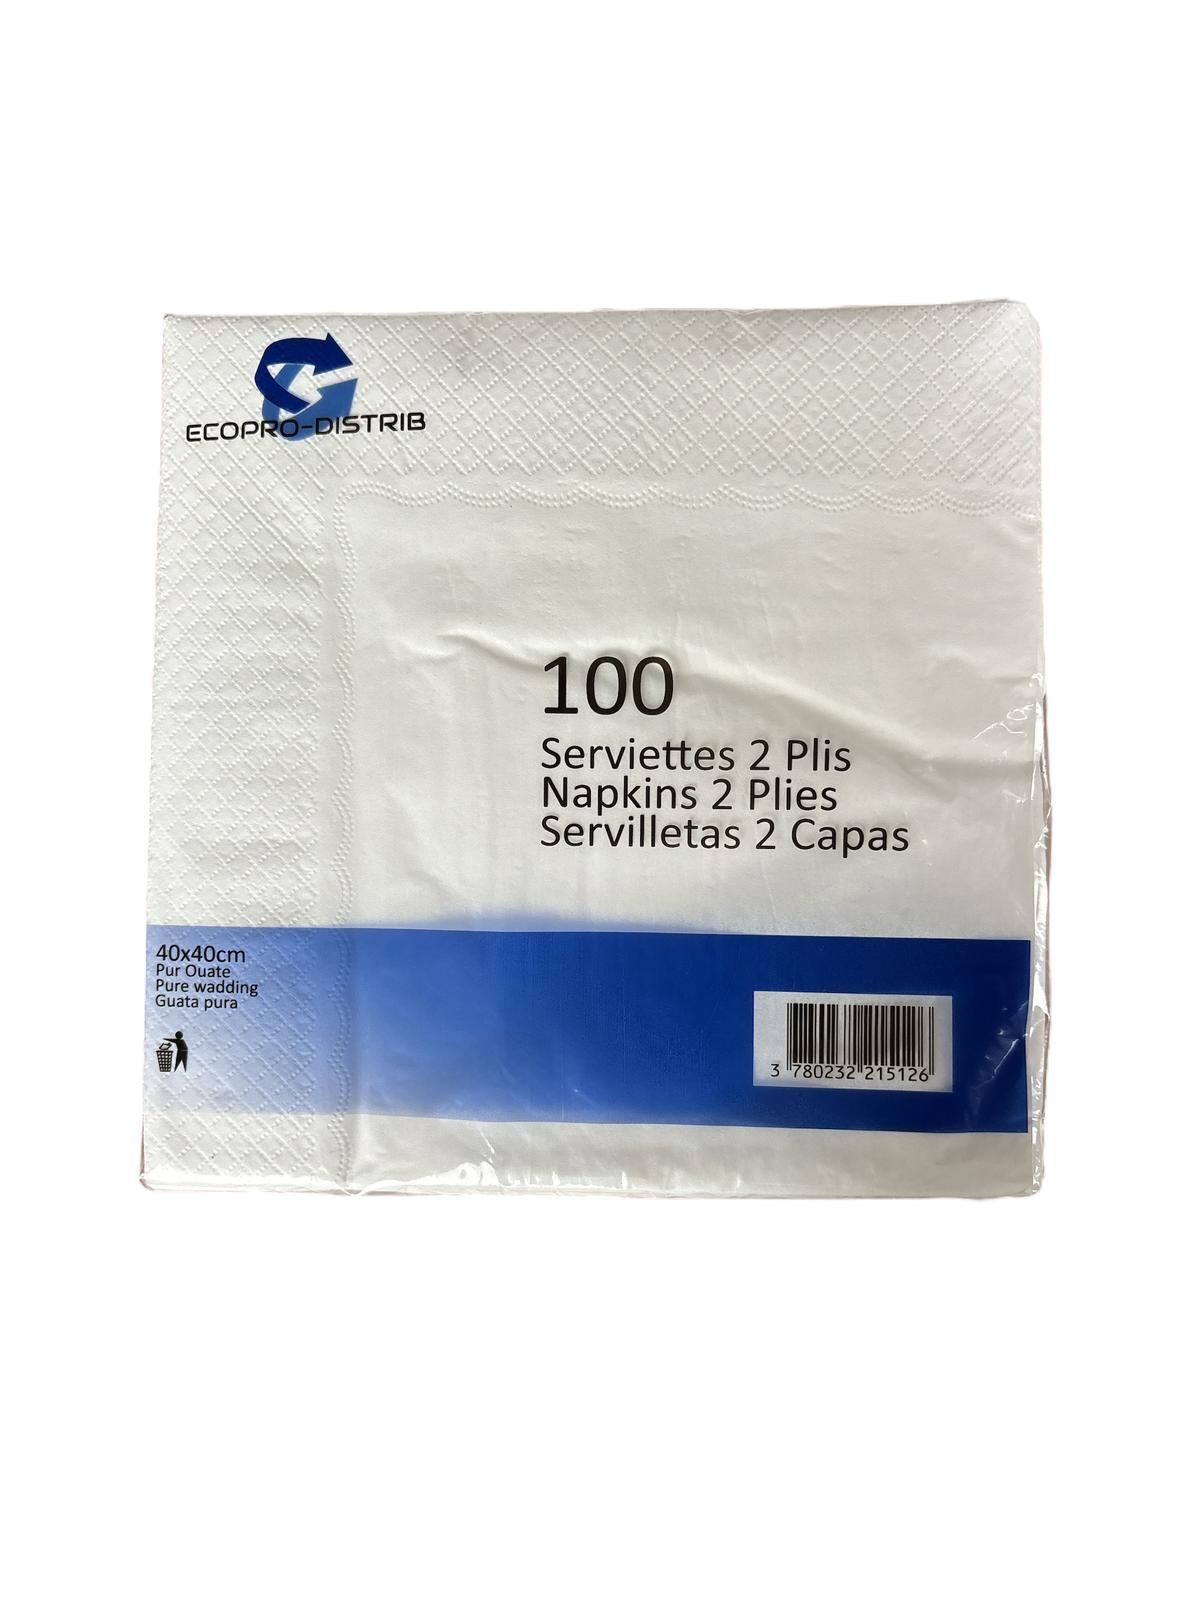 ECOPRO-DISTRIB
100
Serviettes 2 Plis
Napkins 2 Plies
Servilletas 2 Capas
40x40cm
Pur Ouate
Pure wadding
Guata pura
3 780232 215126